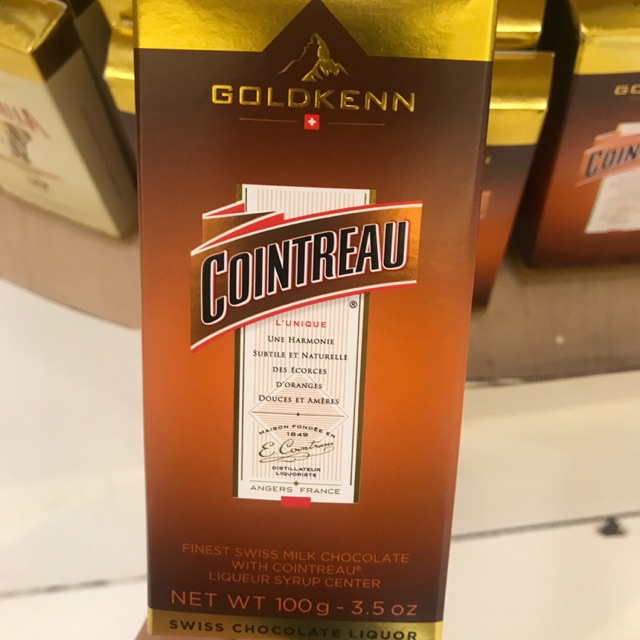 GOLDKENN
COINTREAU
®
L'UNIQUE
UNE HARMONIE
SUBTILE ET NATURELLE
DES ÉCORCES
D'ORANGES
DOUCES ET AMÈRES
MAISON FONDÉE EN
1849
E. Cointreau
DISTILLATEUR
LIQUORISTE
ANGERS FRANCE
FINEST SWISS MILK CHOCOLATE
WITH COINTREAU®
LIQUEUR SYRUP CENTER
NET WT 100g - 3.5 oz
SWISS CHOCOLATE LIQUOR